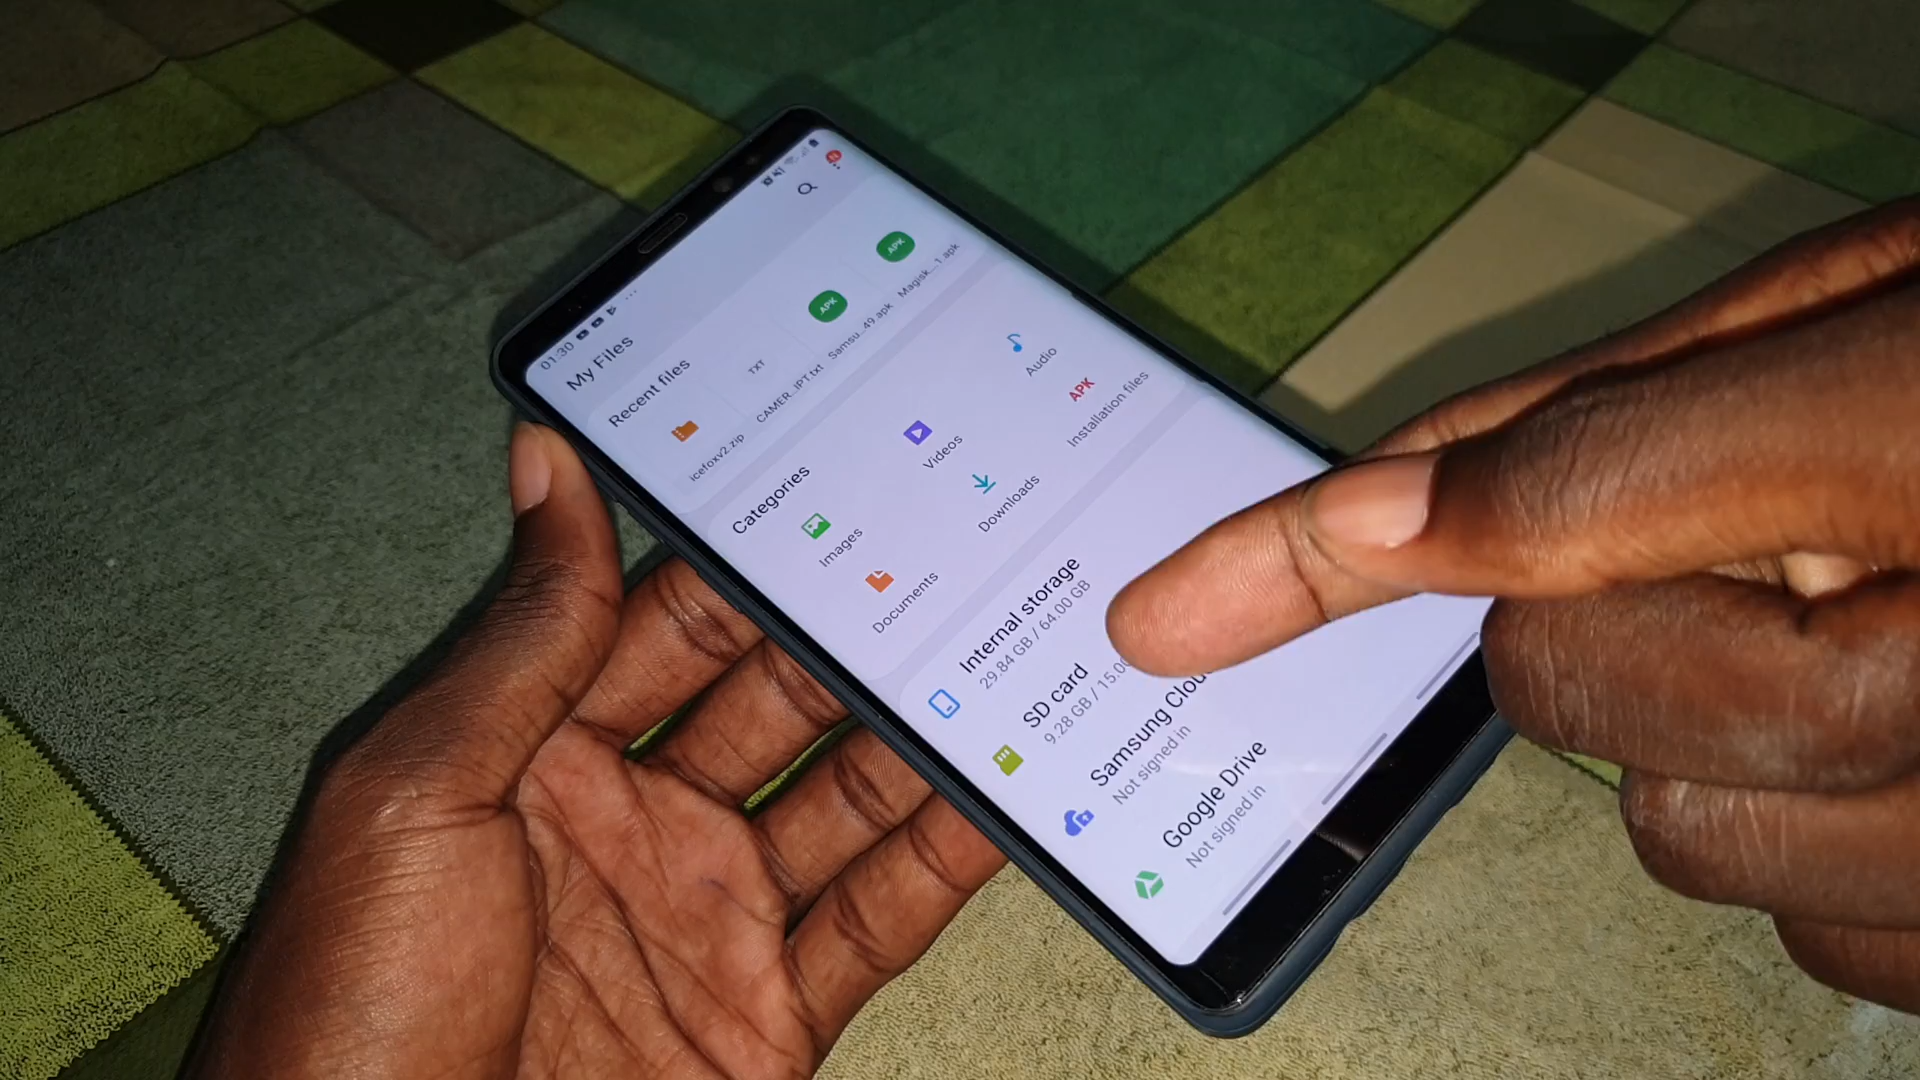 01:30
My Files
Recent files
icefoxv2.zip
TXT
CAMER...IPT.txt
APK
Samsu...49.apk
APK
Magisk...1.apk
Categories
Images
Videos
Audio
Documents
Downloads
APK
Installation files
Internal storage
29.84 GB / 64.00 GB
SD card
9.28 GB / 15.00
Samsung Cloud
Not signed in
Google Drive
Not signed in